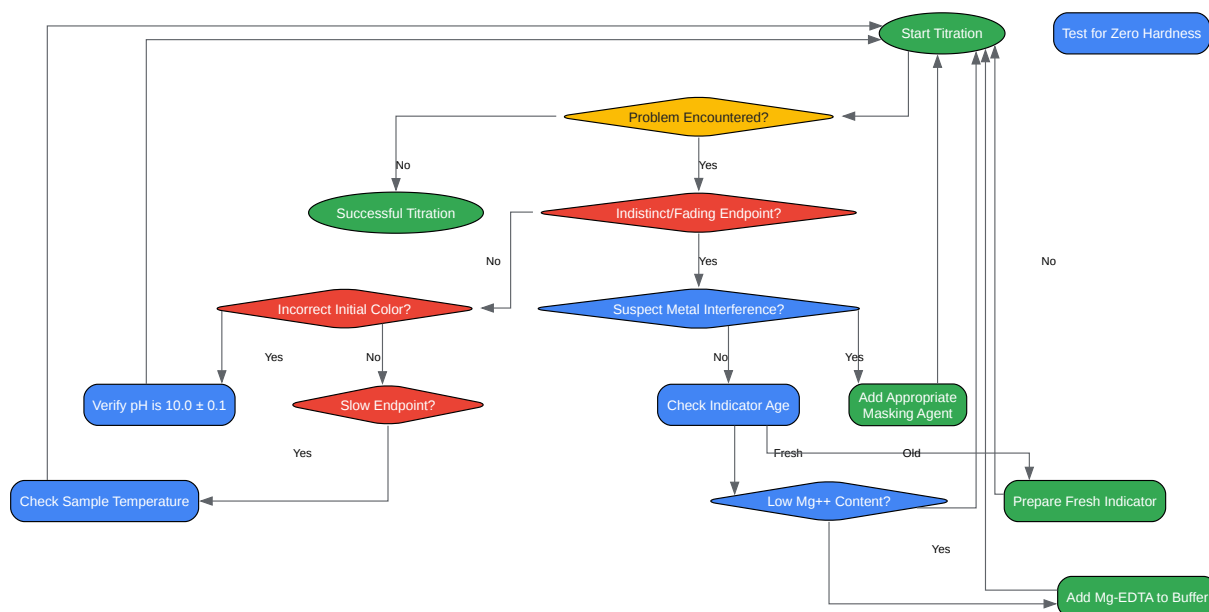 Start Titration
Test for Zero Hardness
Problem Encountered?
No
Yes
Successful Titration
Indistinct/Fading Endpoint?
No
Yes
No
Incorrect Initial Color?
Suspect Metal Interference?
Yes
No
No
Yes
Verify pH is 10.0 ± 0.1
Slow Endpoint?
Check Indicator Age
Add Appropriate
Masking Agent
Yes
Fresh
Old
Check Sample Temperature
Low Mg++ Content?
Prepare Fresh Indicator
Yes
Add Mg-EDTA to Buffer